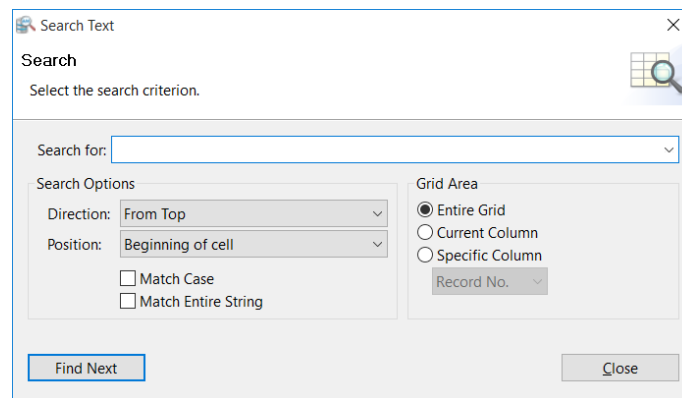 Search Text
Search
Select the search criterion.
Search for:
Search Options
Direction: From Top
Position: Beginning of cell
Match Case
Match Entire String
Grid Area
Entire Grid
Current Column
Specific Column
Record No.
Find Next
Close